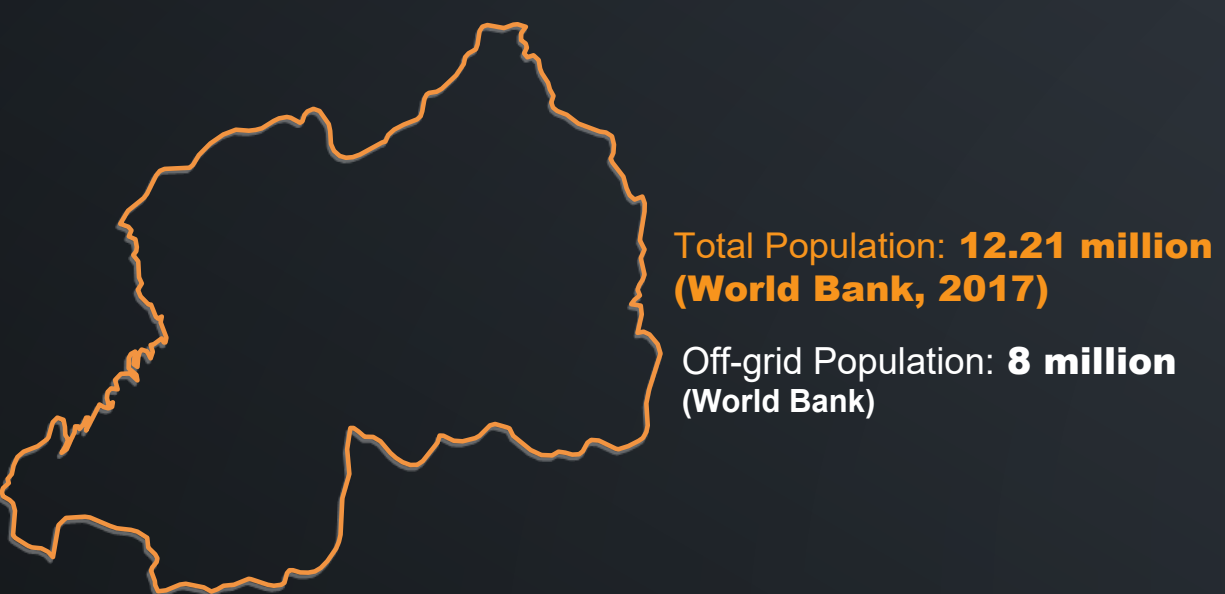 Total Population: 12.21 million
(World Bank, 2017)
Off-grid Population: 8 million
(World Bank)